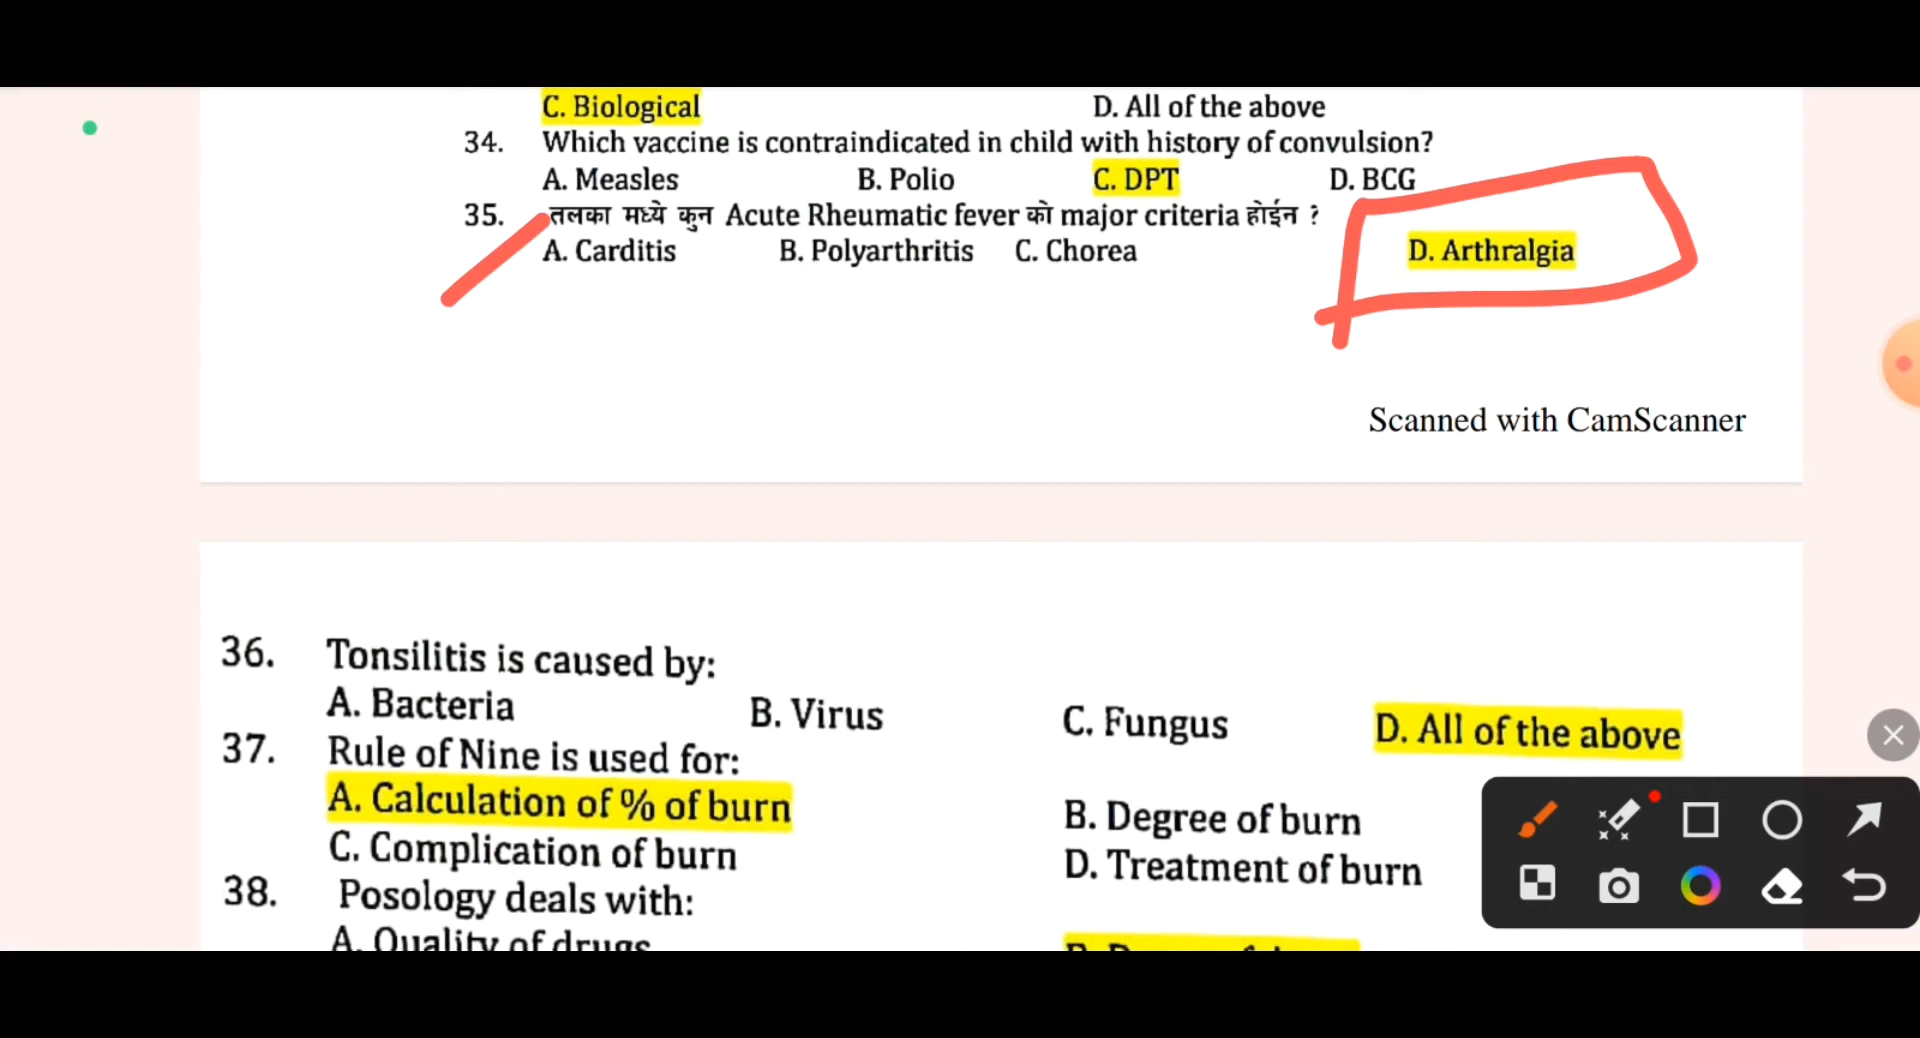 C. Biological D. All of the above
34. Which vaccine is contraindicated in child with history of convulsion?
A. Measles B. Polio C. DPT D. BCG
35. तलका मध्ये कुन Acute Rheumatic fever को major criteria होईन ?
A. Carditis B. Polyarthritis C. Chorea D. Arthralgia
Scanned with CamScanner
36. Tonsilitis is caused by:
A. Bacteria B. Virus C. Fungus D. All of the above
37. Rule of Nine is used for:
A. Calculation of % of burn B. Degree of burn
C. Complication of burn D. Treatment of burn
38. Posology deals with:
A. Quality of drugs